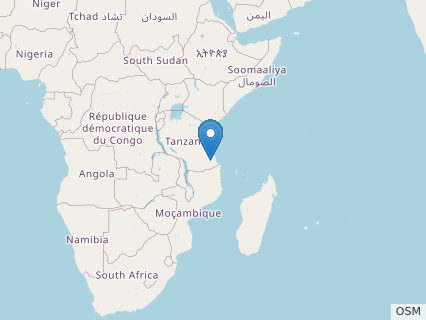 Niger
Tchad تشاد
السودان
اليمن
Nigeria
South Sudan
ኢትዮጵያ
Soomaaliya
الصومال
République
démocratique
du Congo
Tanzan
Angola
Moçambique
Namibia
South Africa
OSM